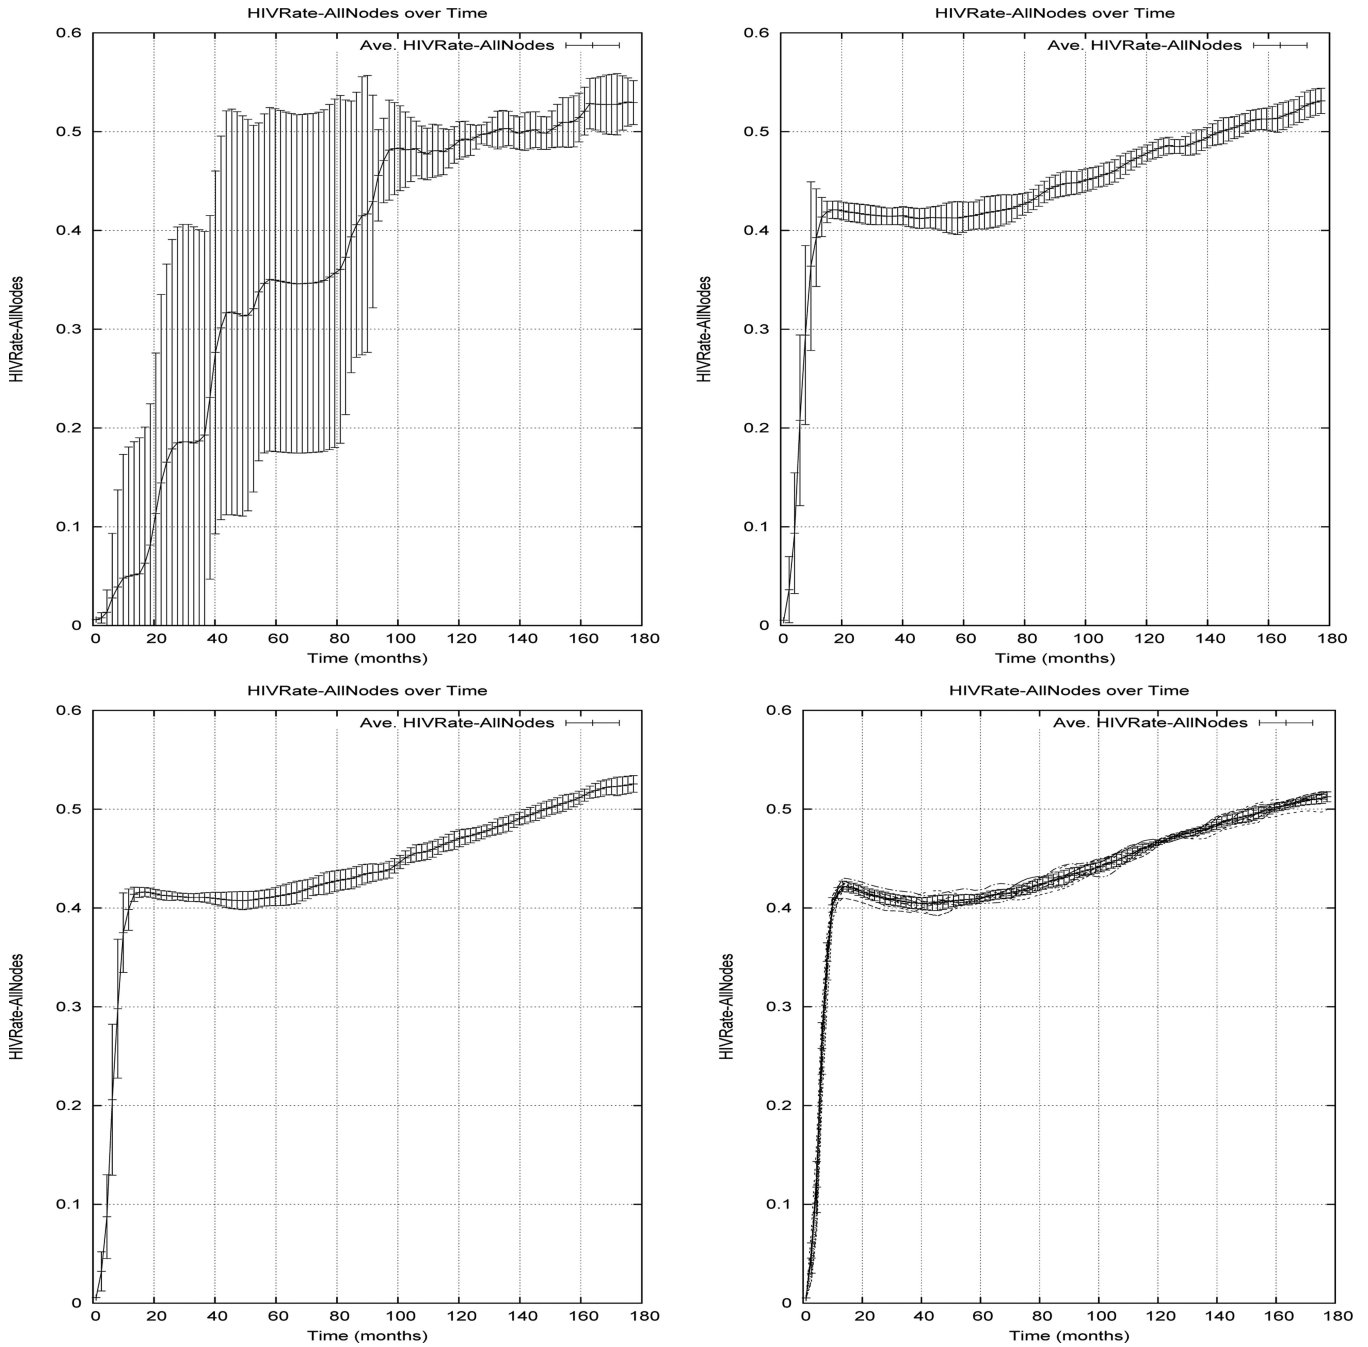 HIVRate-AllNodes over Time
Ave. HIVRate-AllNodes
HIVRate-AllNodes
0.6
0.5
0.4
0.3
0.2
0.1
0
0 20 40 60 80 100 120 140 160 180
Time (months)
HIVRate-AllNodes over Time
Ave. HIVRate-AllNodes
HIVRate-AllNodes
0.6
0.5
0.4
0.3
0.2
0.1
0
0 20 40 60 80 100 120 140 160 180
Time (months)
HIVRate-AllNodes over Time
Ave. HIVRate-AllNodes
HIVRate-AllNodes
0.6
0.5
0.4
0.3
0.2
0.1
0
0 20 40 60 80 100 120 140 160 180
Time (months)
HIVRate-AllNodes over Time
Ave. HIVRate-AllNodes
HIVRate-AllNodes
0.6
0.5
0.4
0.3
0.2
0.1
0
0 20 40 60 80 100 120 140 160 180
Time (months)